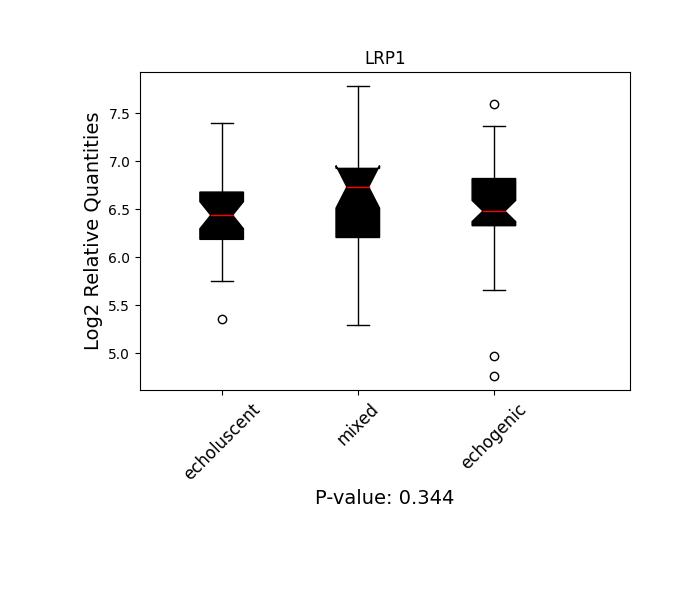 LRP1
Log2 Relative Quantities
7.5
7.0
6.5
6.0
5.5
5.0
echoluscent
mixed
echogenic
P-value: 0.344